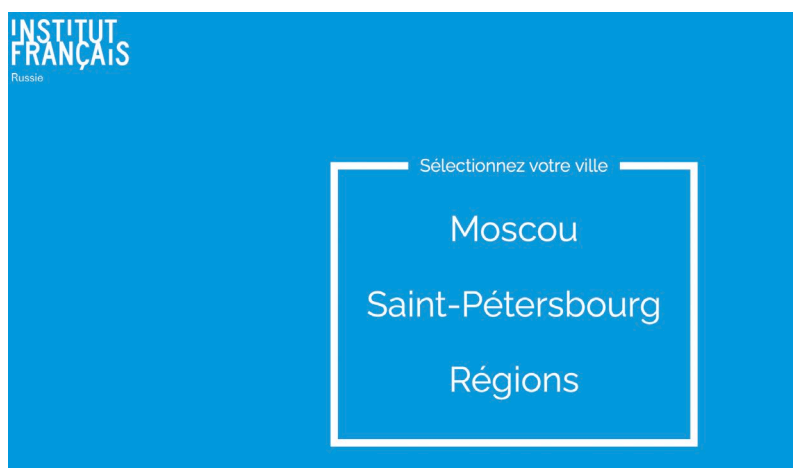 INSTITUT
FRANÇAIS
Russie
Sélectionnez votre ville
Moscou
Saint-Pétersbourg
Régions